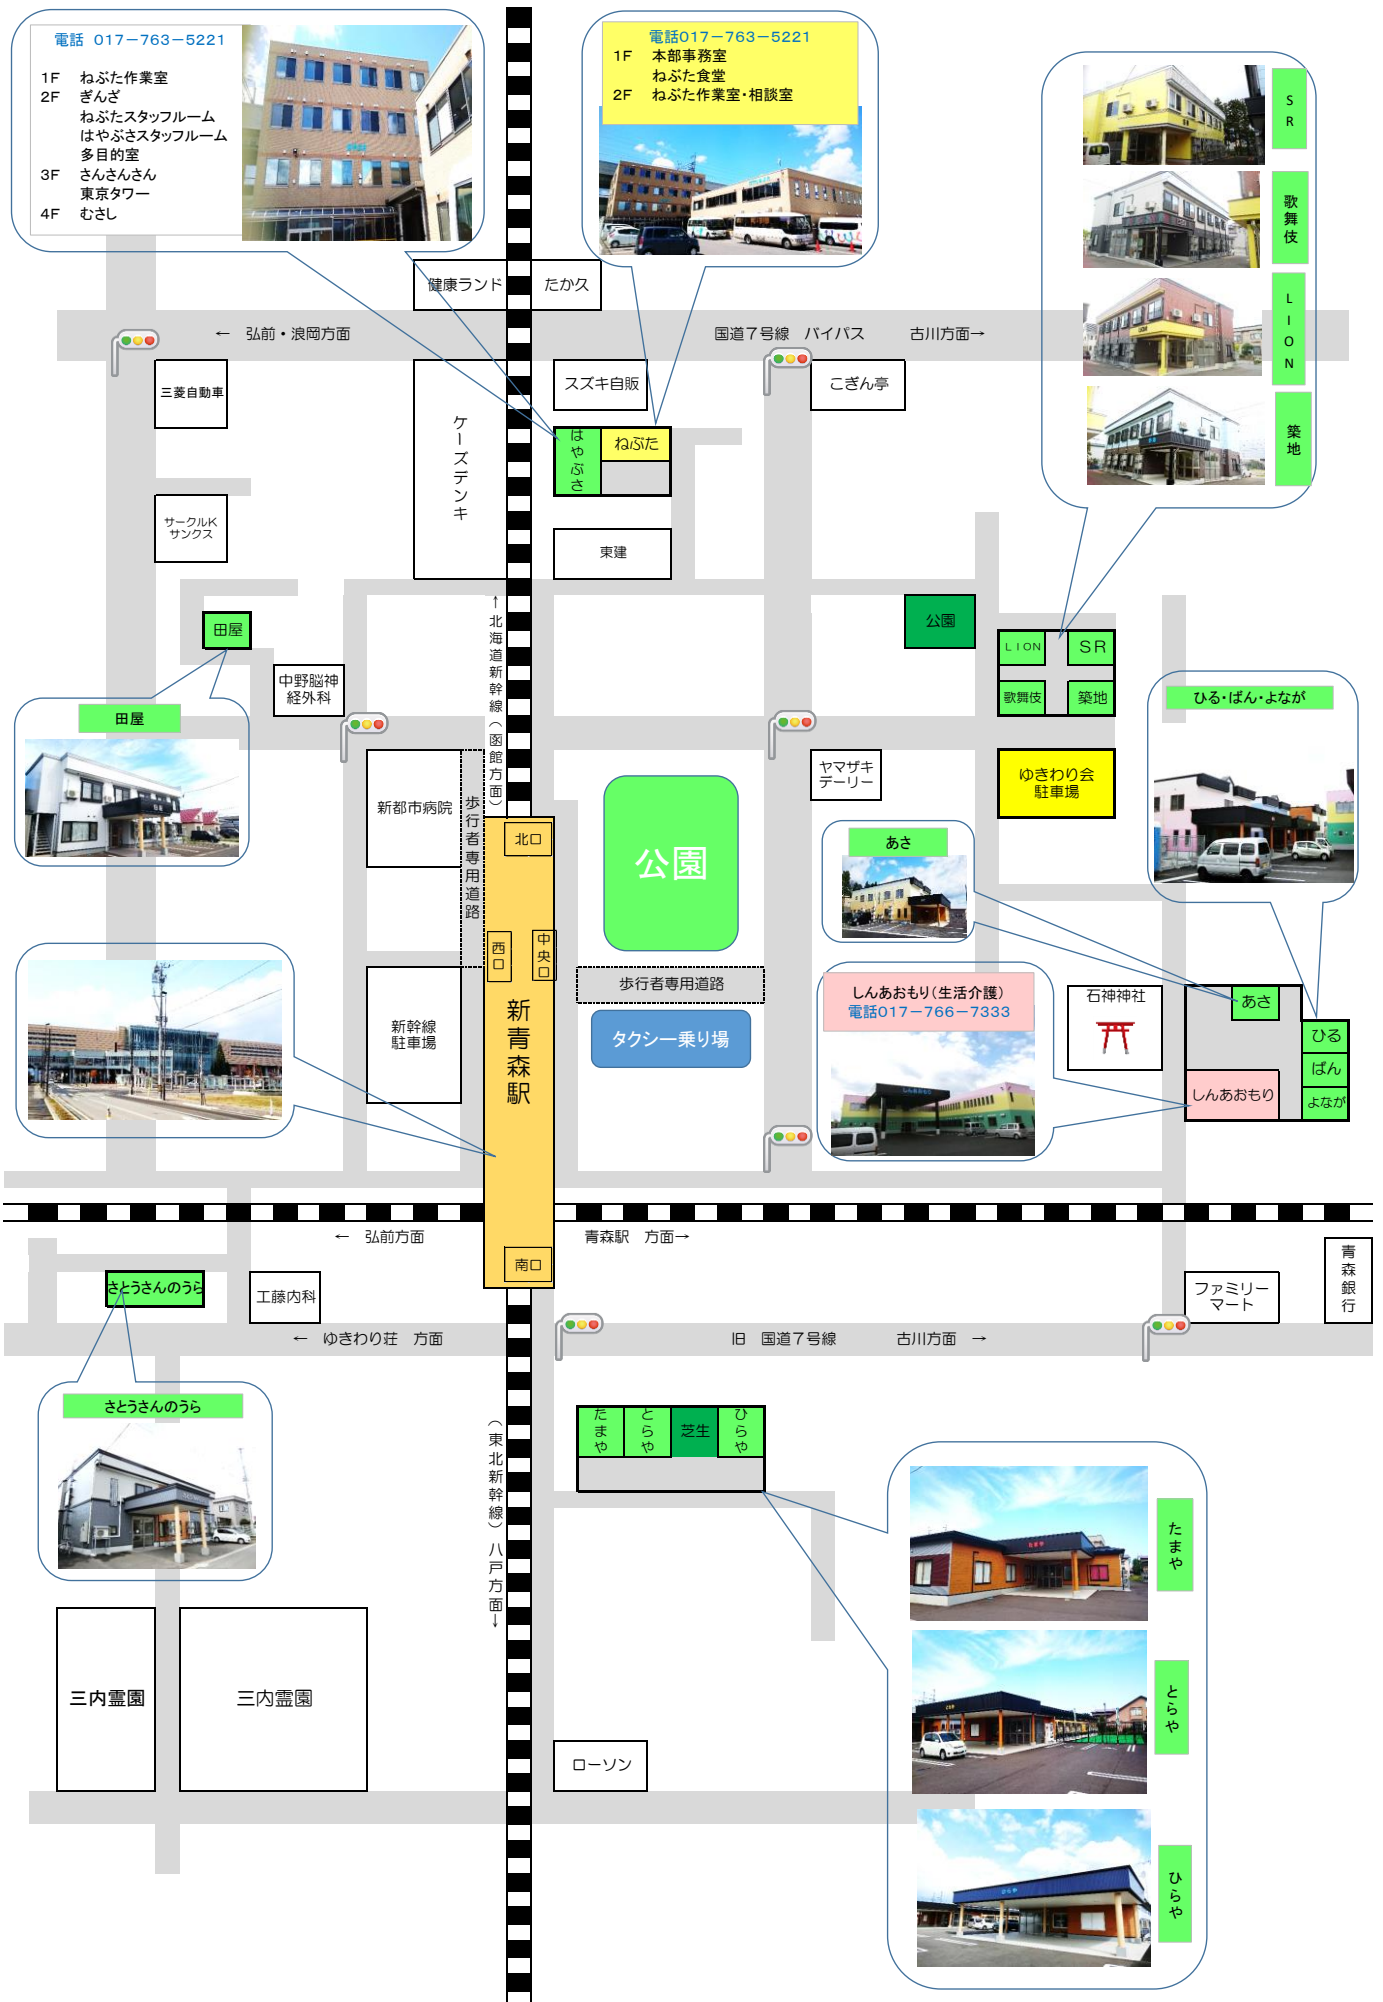 電話 017－763－5221
1F ねぶた作業室
2F ぎんざ
ねぶたスタッフルーム
はやぶさスタッフルーム
多目的室
3F さんさんさん
東京タワー
4F むさし
電話017－763－5221
1F 本部事務室
ねぶた食堂
2F ねぶた作業室・相談室
SR
歌舞伎
LION
築地
健康ランド
たか久
← 弘前・浪岡方面
国道7号線 バイパス 古川方面→
三菱自動車
ケーズデンキ
スズキ自販
こぎん亭
はやぶさ
ねぶた
サークルK
サンクス
東建
←北海道新幹線(函館方面)
田屋
公園
LION
SR
歌舞伎
築地
中野脳神
経外科
田屋
ひる・ばん・よなが
新都市病院
歩行者専用道路
北口
公園
ヤマザキ
デーリー
ゆきわり会
駐車場
あさ
西口
中央口
新青森駅
歩行者専用道路
新幹線
駐車場
タクシー乗り場
しんあおもり(生活介護)
電話017－766－7333
しんあおもり
石神神社
あさ
ひる
ばん
よなが
しんあおもり
← 弘前方面
青森駅 方面→
南口
さとうさんのうら
工藤内科
ファミリー
マート
青森銀行
← ゆきわり荘 方面
旧 国道7号線 古川方面 →
さとうさんのうら
たまや
とらや
芝生
ひらや
(東北新幹線)八戸方面→
たまや
たまや
とらや
とらや
ひらや
ひらや
三内霊園
三内霊園
ローソン